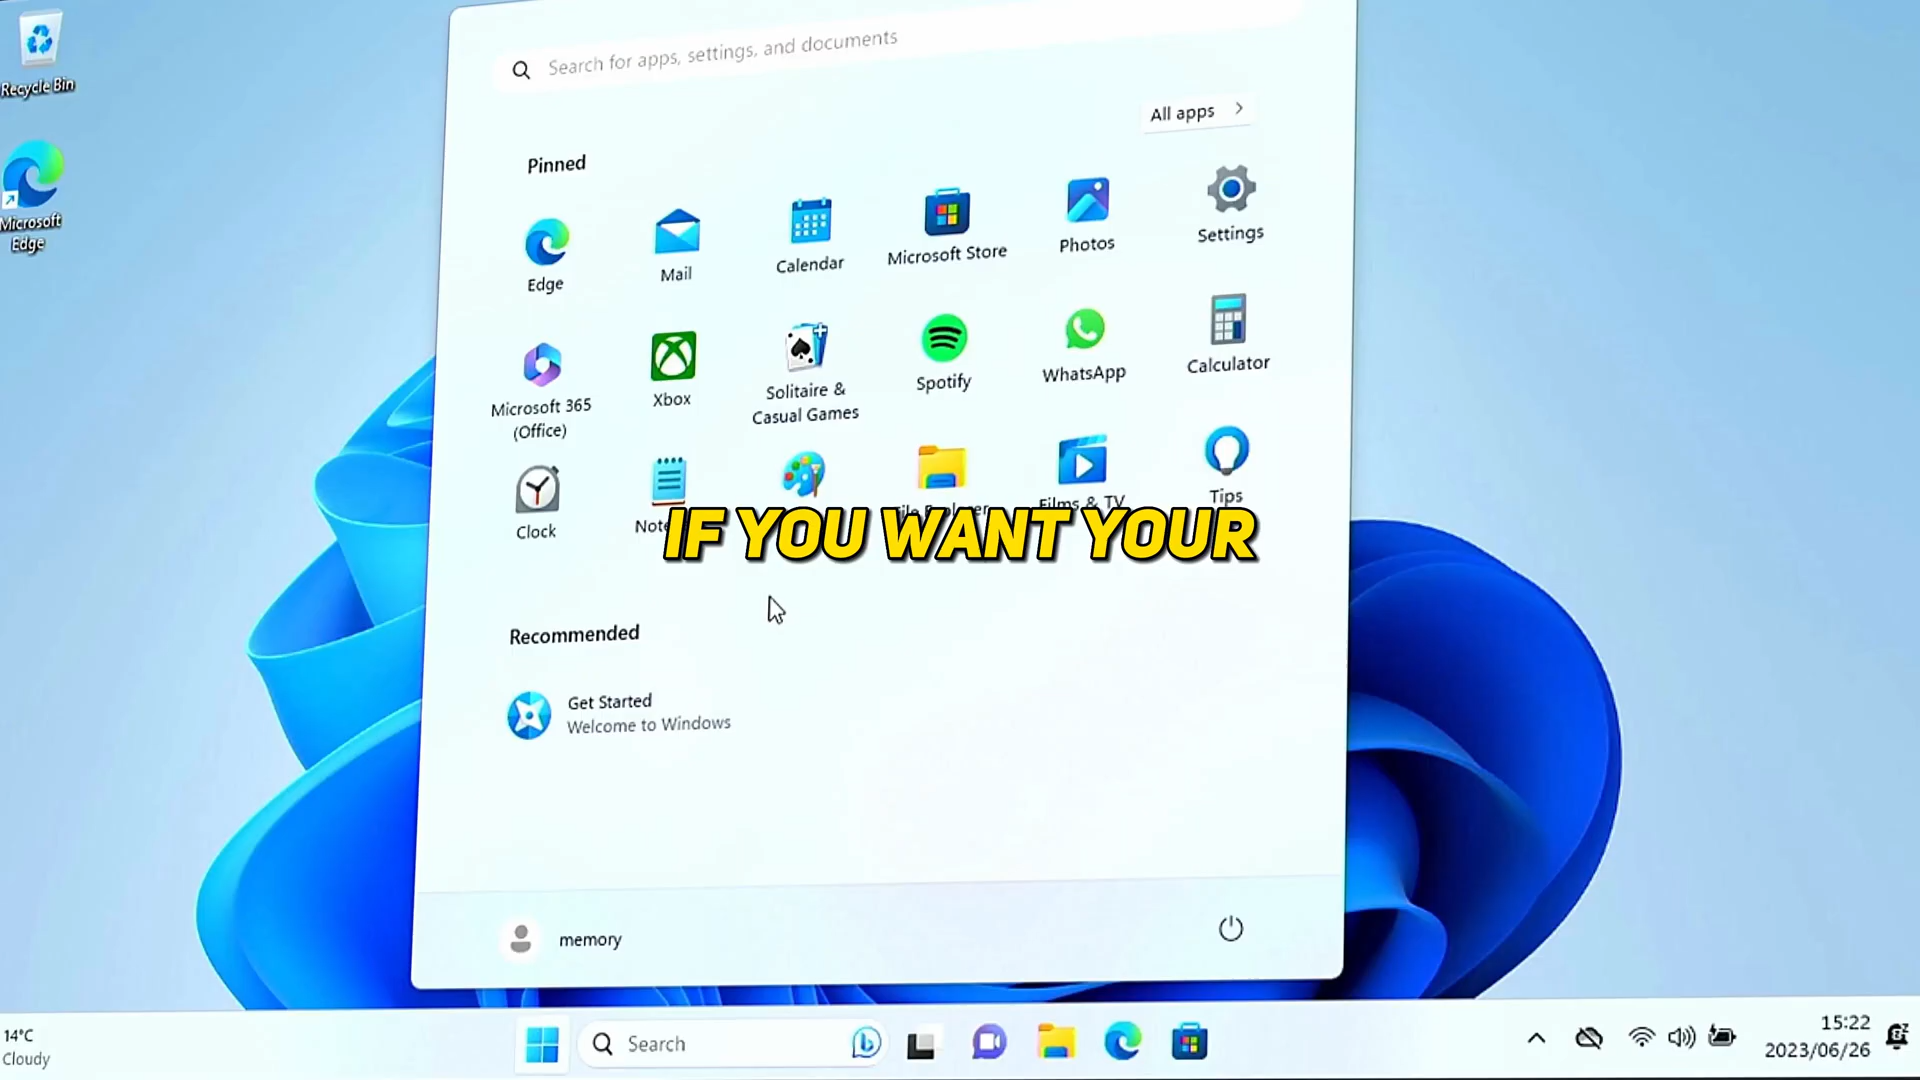 Recycle Bin
Microsoft
Edge
Search for apps, settings, and documents
All apps
Pinned
Edge
Mail
Calendar
Microsoft Store
Photos
Settings
Microsoft 365
(Office)
Xbox
Solitaire &
Casual Games
Spotify
WhatsApp
Calculator
Clock
File Explorer
Films & TV
Tips
IF YOU WANT YOUR
Recommended
Get Started
Welcome to Windows
memory
14°C
Cloudy
Search
15:22
2023/06/26